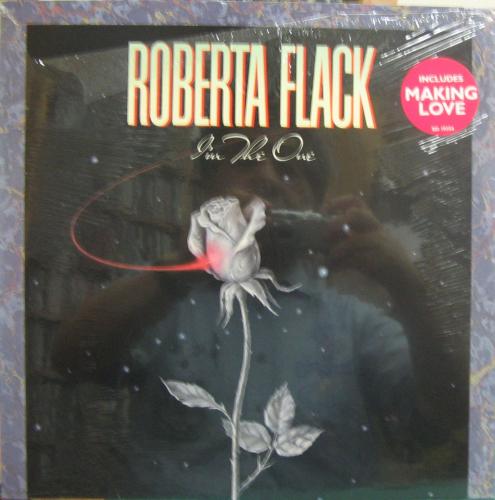 ROBERTA FLACK
I'm The One
INCLUDES
MAKING
LOVE